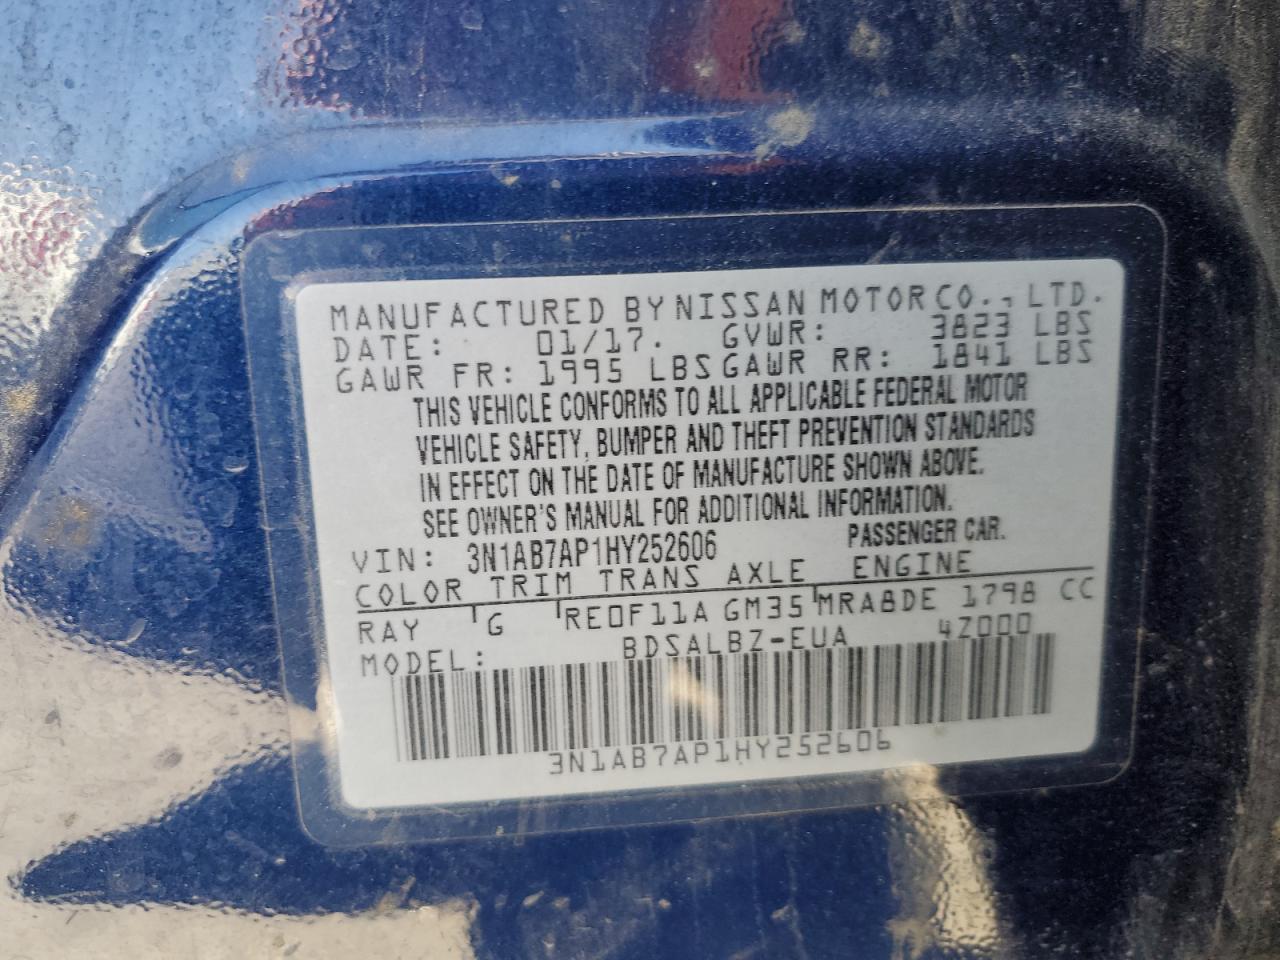 MANUFACTURED BY NISSAN MOTOR CO., LTD.
DATE: 01/17. GVWR: 3823 LBS
GAWR FR: 1995 LBS GAWR RR: 1841 LBS
THIS VEHICLE CONFORMS TO ALL APPLICABLE FEDERAL MOTOR
VEHICLE SAFETY, BUMPER AND THEFT PREVENTION STANDARDS
IN EFFECT ON THE DATE OF MANUFACTURE SHOWN ABOVE.
SEE OWNER'S MANUAL FOR ADDITIONAL INFORMATION.
VIN: 3N1AB7AP1HY252606 PASSENGER CAR.
COLOR TRIM TRANS AXLE ENGINE
RAY G RE0F11A GM35 MRA8DE 1798 CC
MODEL: BDSALBZ-EUA 4Z000
3N1AB7AP1HY252606